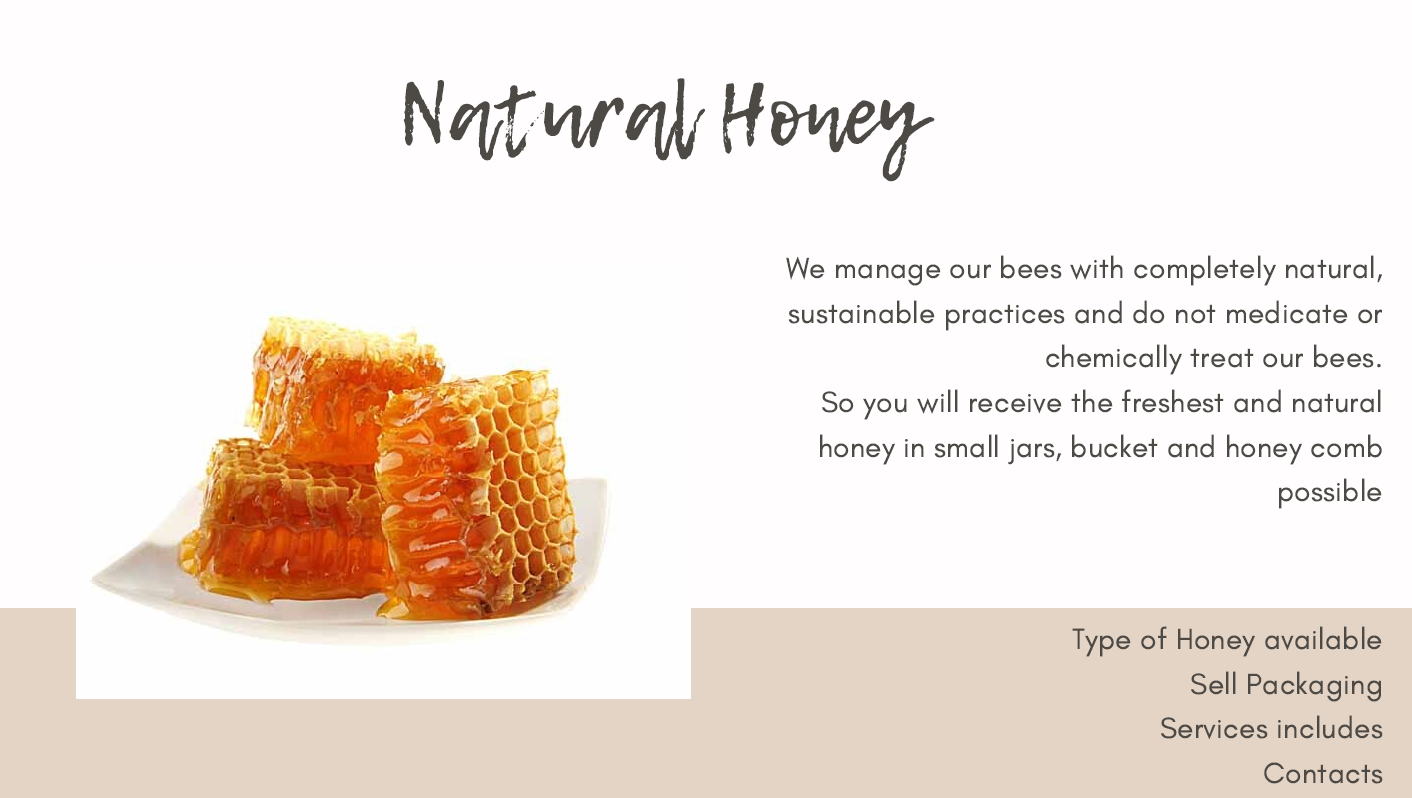 Natural Honey
We manage our bees with completely natural,
sustainable practices and do not medicate or
chemically treat our bees.
So you will receive the freshest and natural
honey in small jars, bucket and honey comb
possible
Type of Honey available
Sell Packaging
Services includes
Contacts